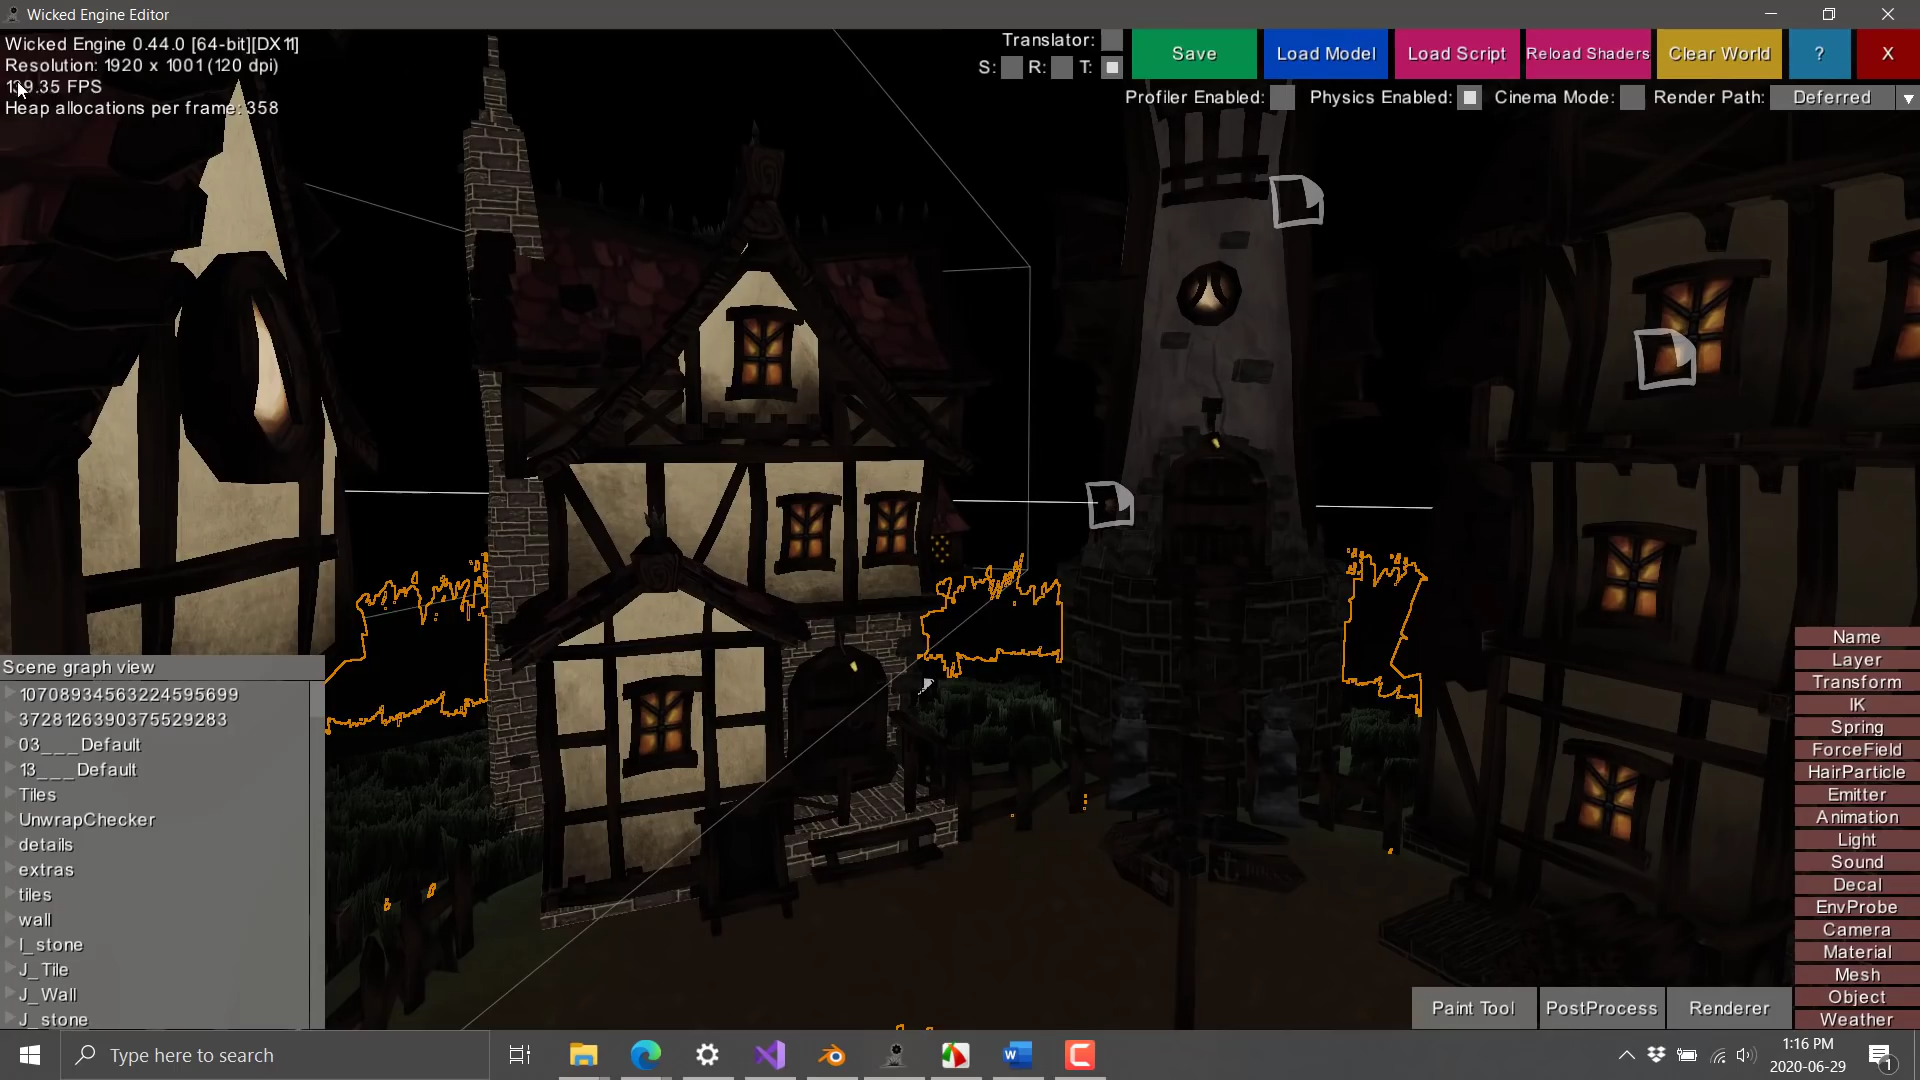 Wicked Engine Editor
Wicked Engine 0.44.0 [64-bit][DX11]
Resolution: 1920 x 1001 (120 dpi)
139.35 FPS
Heap allocations per frame: 358
Translator:
S: R: T:
Save
Load Model
Load Script
Reload Shaders
Clear World
?
X
Profiler Enabled:
Physics Enabled:
Cinema Mode:
Render Path:
Deferred
Scene graph view
10708934563224595699
3728126390375529283
03___Default
13___Default
Tiles
UnwrapChecker
details
extras
tiles
wall
I_stone
J_Tile
J_Wall
J_stone
Name
Layer
Transform
IK
Spring
ForceField
HairParticle
Emitter
Animation
Light
Sound
Decal
EnvProbe
Camera
Material
Mesh
Object
Weather
Paint Tool
PostProcess
Renderer
Type here to search
1:16 PM
2020-06-29
1